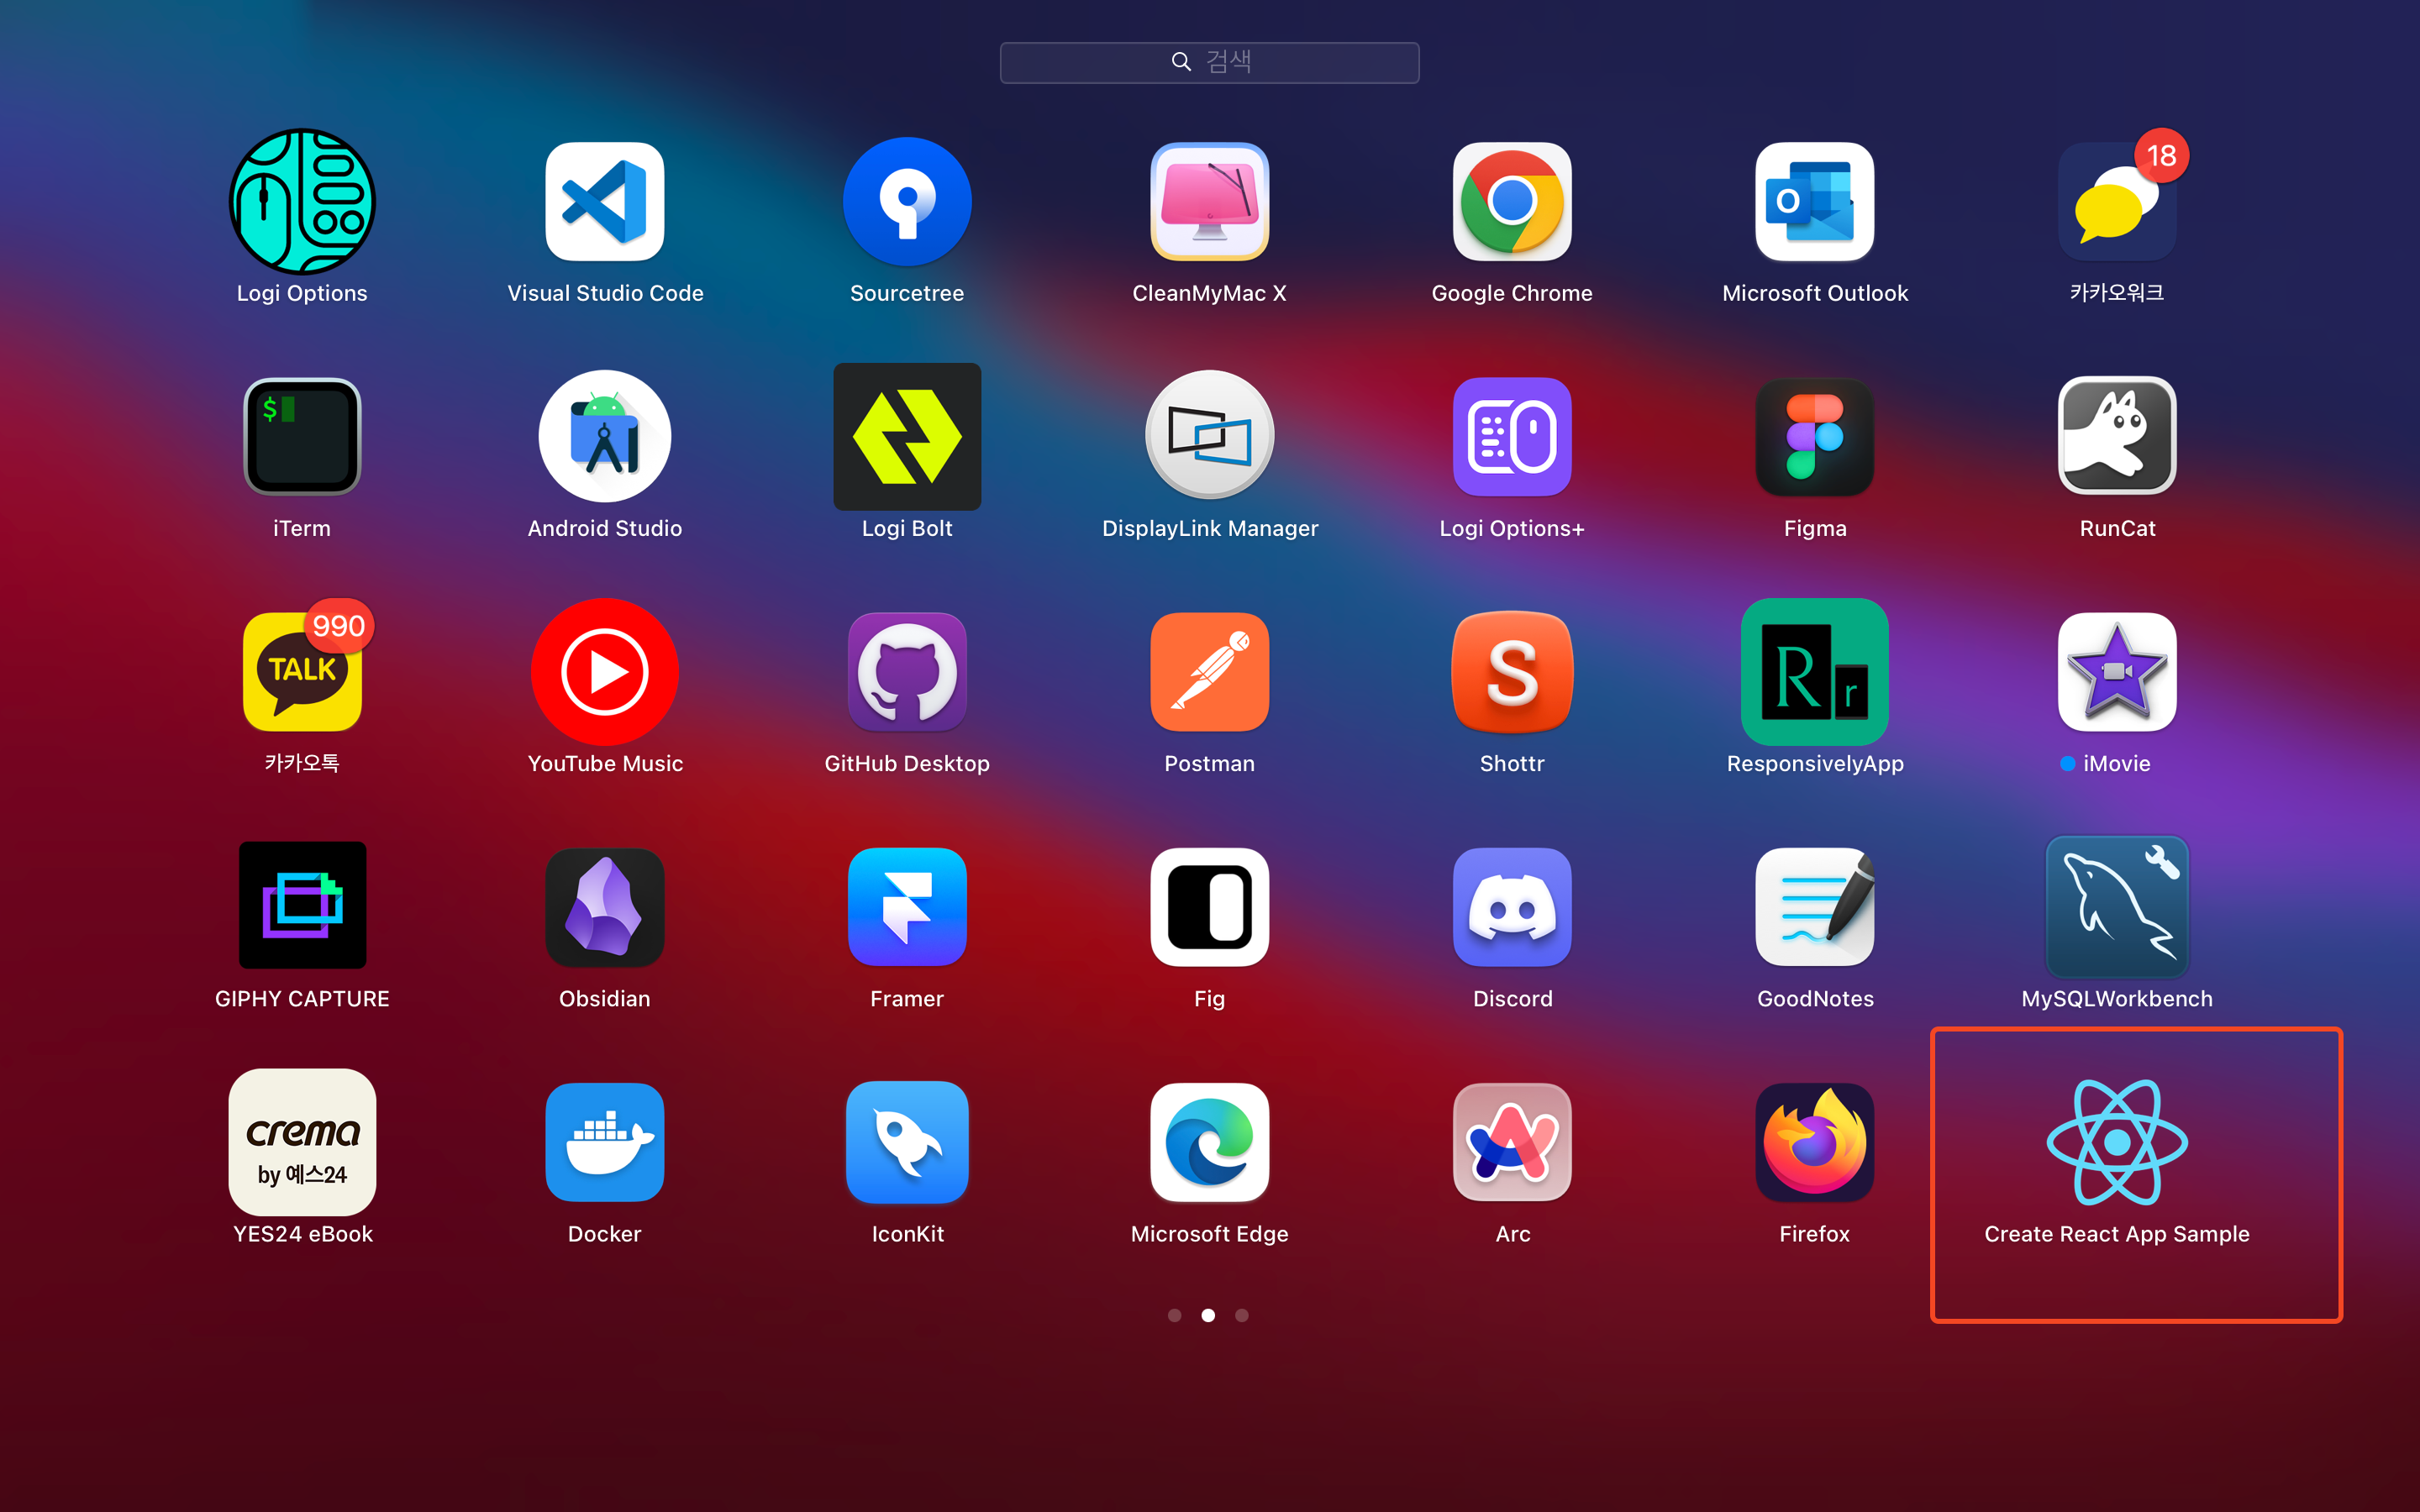 검색
18
Logi Options
Visual Studio Code
Sourcetree
CleanMyMac X
Google Chrome
Microsoft Outlook
카카오워크
$
iTerm
Android Studio
Logi Bolt
DisplayLink Manager
Logi Options+
Figma
RunCat
990
TALK
S
R
r
카카오톡
YouTube Music
GitHub Desktop
Postman
Shottr
ResponsivelyApp
iMovie
GIPHY CAPTURE
Obsidian
Framer
Fig
Discord
GoodNotes
MySQLWorkbench
crema
by 예스24
YES24 eBook
Docker
IconKit
Microsoft Edge
Arc
Firefox
Create React App Sample